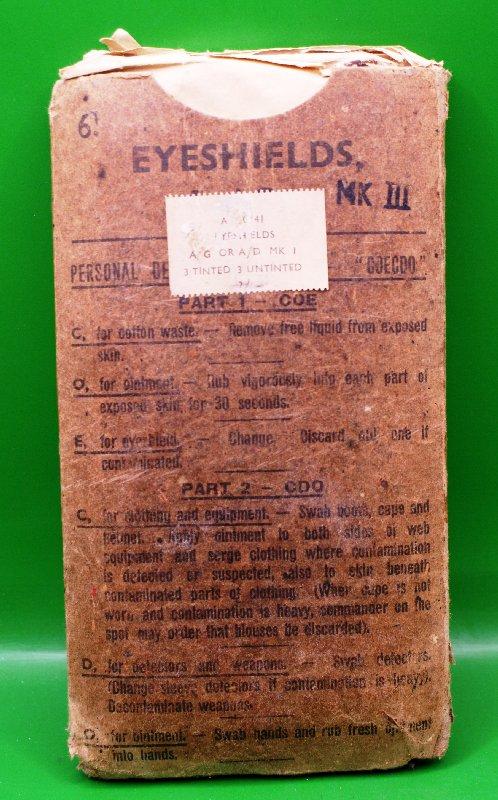 6.
EYESHIELDS,
MK III
A 41
EYESHIELDS
A/G OR A/D MK 1
3 TINTED 3 UNTINTED
PERSONAL DE "COECDO"
PART 1 - COE
C, for cotton waste. — Remove free liquid from exposed
skin.
O, for ointment. — Rub vigorously into each part of
exposed skin for 30 seconds.
E, for eyeshield. — Change. Discard old one if
contaminated.
PART 2 - CDO
C, for clothing and equipment. — Swab boots, cape and
helmet. Apply ointment to both sides of web
equipment and serge clothing where contamination
is detected or suspected, also to skin beneath
contaminated parts of clothing. (When cape is not
worn and contamination is heavy, commander on the
spot may order that blouses be discarded).
D, for detectors and weapons. — Swab detectors.
(Change sleeve detectors if contamination is heavy).
Decontaminate weapons.
O, for ointment. — Swab hands and rub fresh ointment
into hands.